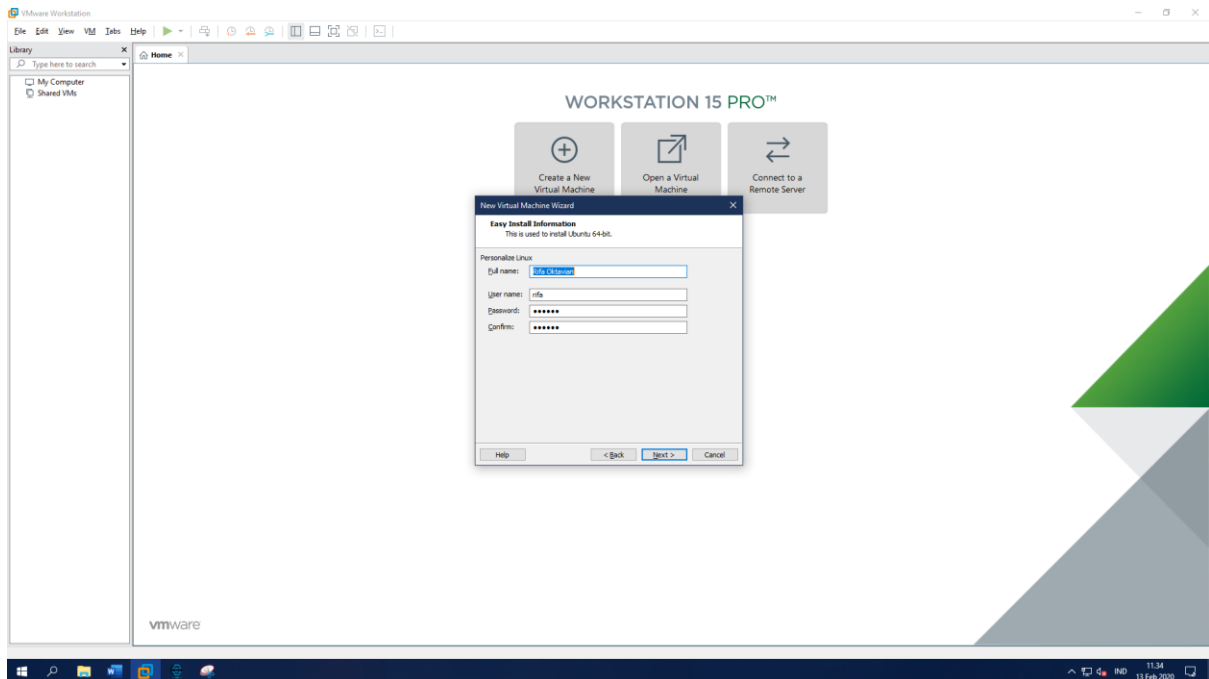 VMware Workstation
File Edit View VM Tabs Help
Library
Type here to search
My Computer
Shared VMs
Home
WORKSTATION 15 PRO™
Create a New
Virtual Machine
Open a Virtual
Machine
Connect to a
Remote Server
New Virtual Machine Wizard
Easy Install Information
This is used to install Ubuntu 64-bit.
Personalize Linux
Full name: Rifa Oktavian
User name: rifa
Password: ••••••
Confirm: ••••••
Help < Back Next > Cancel
vmware
IND 11.34
13 Feb 2020